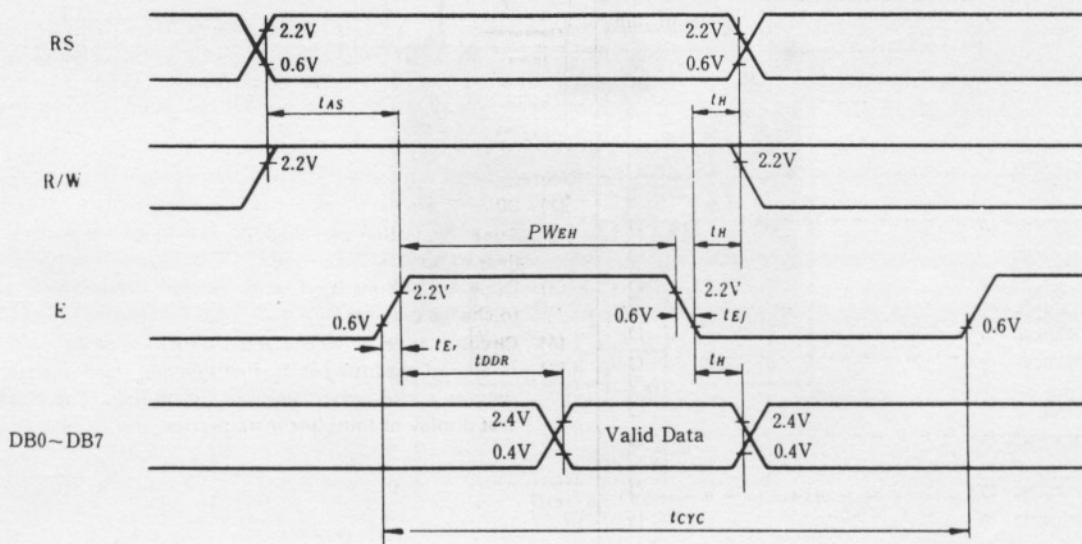 RS
2.2V
0.6V
2.2V
0.6V
tAS
tH
R/W
2.2V
2.2V
PWEH
tH
E
2.2V
0.6V
2.2V
0.6V
0.6V
tEr
tEf
tDDR
tH
DB0~DB7
2.4V
0.4V
Valid Data
2.4V
0.4V
tCYC